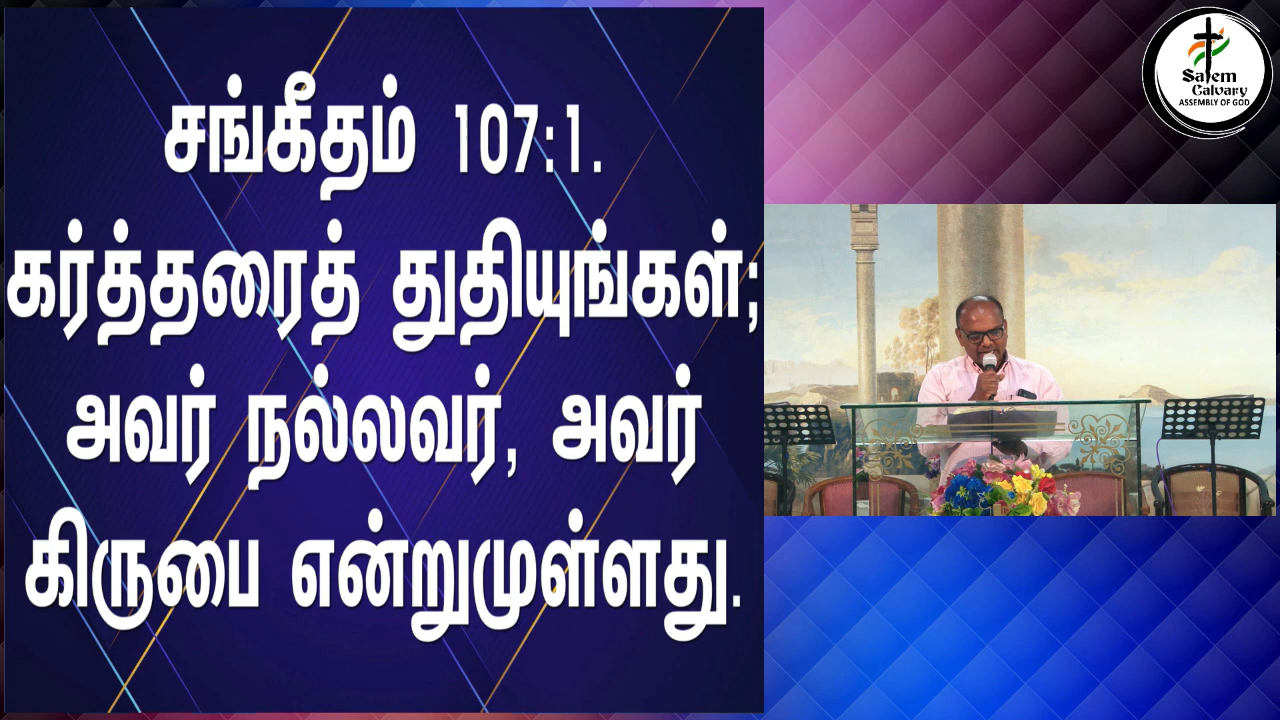 சங்கீதம் 107:1.
கர்த்தரைத் துதியுங்கள்;
அவர் நல்லவர், அவர்
கிருபை என்றுமுள்ளது.
Salem
Calvary
ASSEMBLY OF GOD